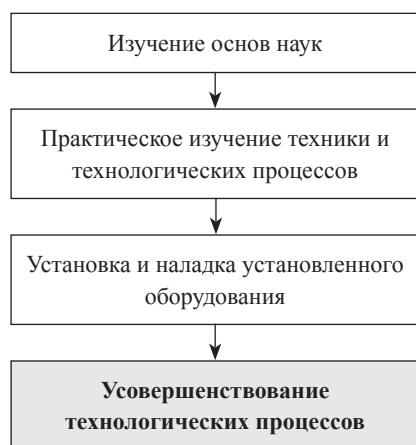 Изучение основ наук
Практическое изучение техники и
технологических процессов
Установка и наладка установленного
оборудования
Усовершенствование
технологических процессов